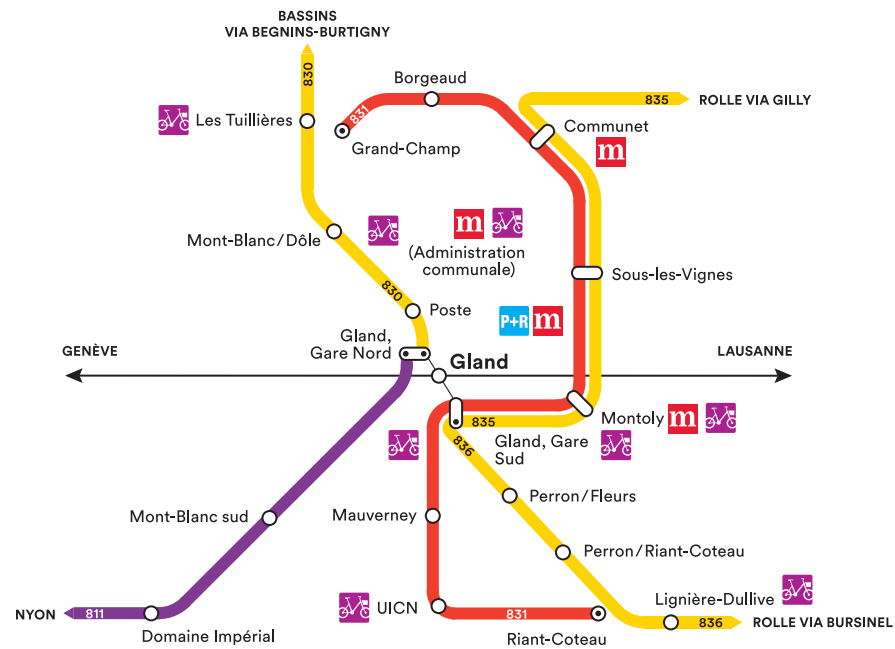 BASSINS
VIA BEGNINS-BURTIGNY
830
Borgeaud
831
835
ROLLE VIA GILLY
Les Tuillières
Grand-Champ
Communet
m
Mont-Blanc/Dôle
m
(Administration
communale)
Sous-les-Vignes
830
Poste
P+R
m
Gland,
Gare Nord
GENÈVE
Gland
LAUSANNE
835
836
Gland, Gare
Sud
Montoly
m
Perron/Fleurs
Mont-Blanc sud
Mauverney
Perron/Riant-Coteau
NYON
811
Domaine Impérial
UICN
831
Riant-Coteau
Lignière-Dullive
836
ROLLE VIA BURSINEL